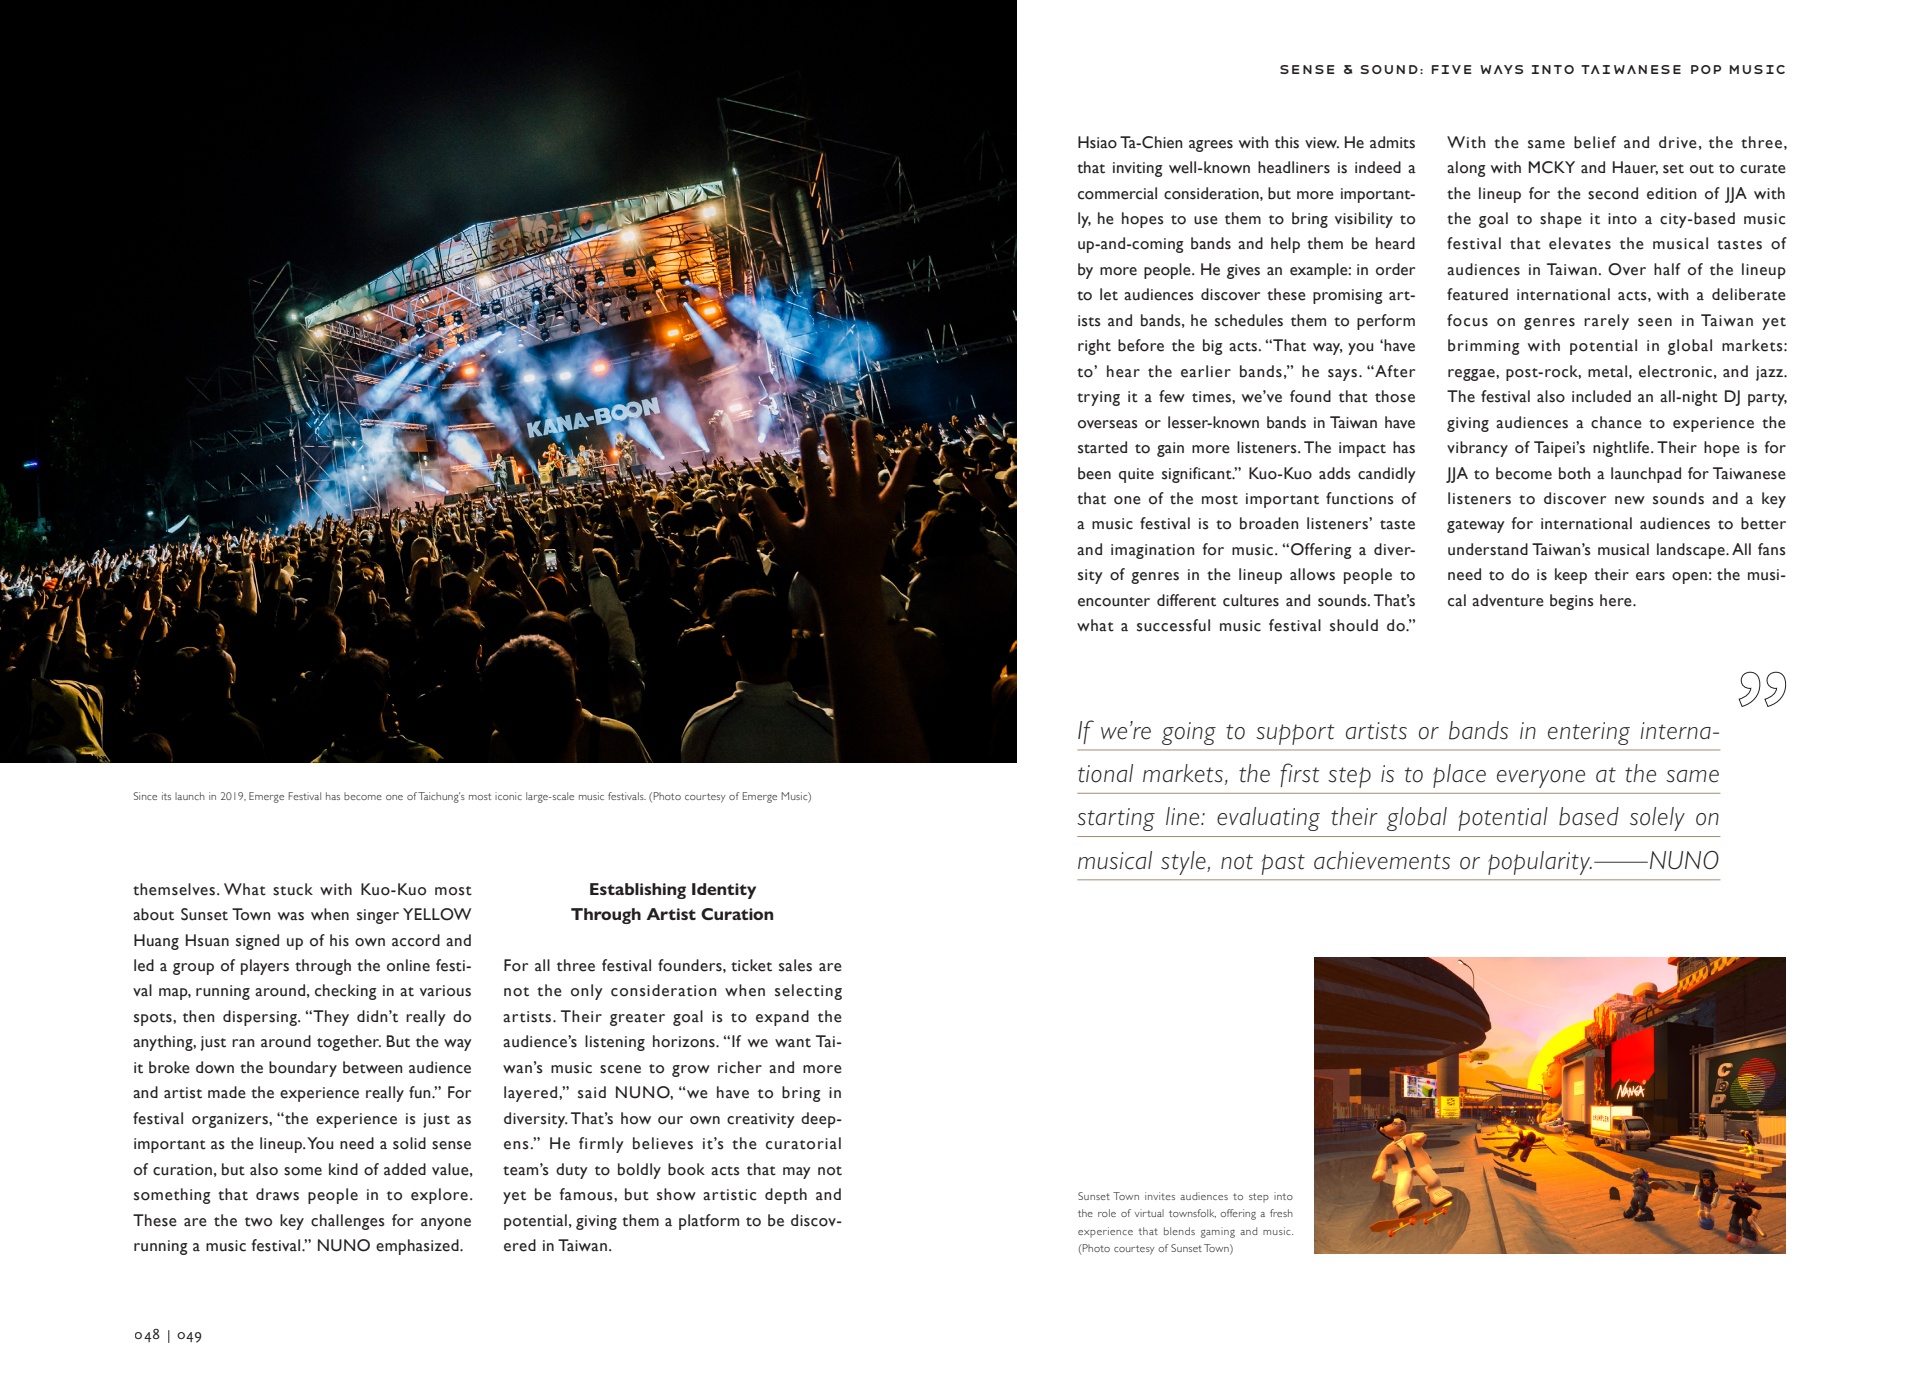 EMERGE FEST 2025
KANA-BOON
Since its launch in 2019, Emerge Festival has become one of Taichung's most iconic large-scale music festivals. (Photo courtesy of Emerge Music)
themselves. What stuck with Kuo-Kuo most
about Sunset Town was when singer YELLOW
Huang Hsuan signed up of his own accord and
led a group of players through the online festi-
val map, running around, checking in at various
spots, then dispersing. “They didn’t really do
anything, just ran around together. But the way
it broke down the boundary between audience
and artist made the experience really fun.” For
festival organizers, “the experience is just as
important as the lineup. You need a solid sense
of curation, but also some kind of added value,
something that draws people in to explore.
These are the two key challenges for anyone
running a music festival.” NUNO emphasized.
Establishing Identity
Through Artist Curation
For all three festival founders, ticket sales are
not the only consideration when selecting
artists. Their greater goal is to expand the
audience’s listening horizons. “If we want Tai-
wan’s music scene to grow richer and more
layered,” said NUNO, “we have to bring in
diversity. That’s how our own creativity deep-
ens.” He firmly believes it’s the curatorial
team’s duty to boldly book acts that may not
yet be famous, but show artistic depth and
potential, giving them a platform to be discov-
ered in Taiwan.
048 | 049
SENSE & SOUND: FIVE WAYS INTO TAIWANESE POP MUSIC
Hsiao Ta-Chien agrees with this view. He admits
that inviting well-known headliners is indeed a
commercial consideration, but more important-
ly, he hopes to use them to bring visibility to
up-and-coming bands and help them be heard
by more people. He gives an example: in order
to let audiences discover these promising art-
ists and bands, he schedules them to perform
right before the big acts. “That way, you ‘have
to’ hear the earlier bands,” he says. “After
trying it a few times, we’ve found that those
overseas or lesser-known bands in Taiwan have
started to gain more listeners. The impact has
been quite significant.” Kuo-Kuo adds candidly
that one of the most important functions of
a music festival is to broaden listeners’ taste
and imagination for music. “Offering a diver-
sity of genres in the lineup allows people to
encounter different cultures and sounds. That’s
what a successful music festival should do.”
With the same belief and drive, the three,
along with MCKY and Hauer, set out to curate
the lineup for the second edition of JJA with
the goal to shape it into a city-based music
festival that elevates the musical tastes of
audiences in Taiwan. Over half of the lineup
featured international acts, with a deliberate
focus on genres rarely seen in Taiwan yet
brimming with potential in global markets:
reggae, post-rock, metal, electronic, and jazz.
The festival also included an all-night DJ party,
giving audiences a chance to experience the
vibrancy of Taipei’s nightlife. Their hope is for
JJA to become both a launchpad for Taiwanese
listeners to discover new sounds and a key
gateway for international audiences to better
understand Taiwan’s musical landscape. All fans
need to do is keep their ears open: the musi-
cal adventure begins here.
”
If we’re going to support artists or bands in entering interna-
tional markets, the first step is to place everyone at the same
starting line: evaluating their global potential based solely on
musical style, not past achievements or popularity.——NUNO
Sunset Town invites audiences to step into
the role of virtual townsfolk, offering a fresh
experience that blends gaming and music.
(Photo courtesy of Sunset Town)
NANGA
CBP